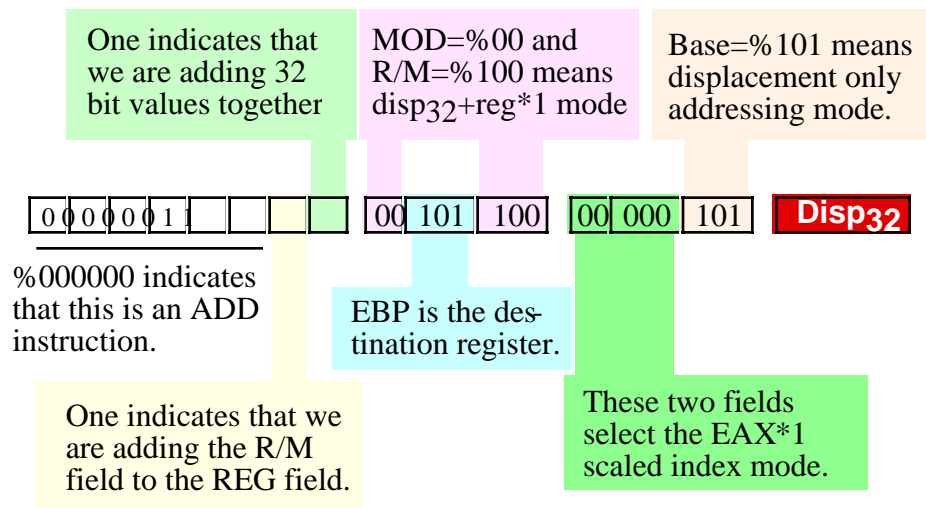 One indicates that
we are adding 32
bit values together
MOD=%00 and
R/M=%100 means
disp32+reg*1 mode
Base=%101 means
displacement only
addressing mode.
0 0 0 0 0 0 1 1 00 101 100 00 000 101 Disp32
%000000 indicates
that this is an ADD
instruction.
EBP is the des-
tination register.
One indicates that we
are adding the R/M
field to the REG field.
These two fields
select the EAX*1
scaled index mode.